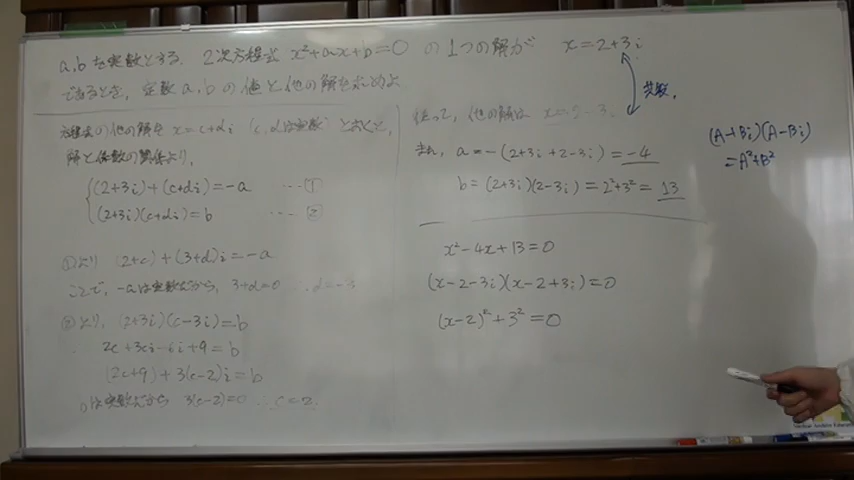 a,bを実数とする。2次方程式 x²+ax+b=0 の1つの解が x=2+3i
であるとき、定数a,bの値と他の解を求めよ
方程式の他の解を x=c+di (c,dは実数) とおくと、
解と係数の関係より、
(2+3i)+(c+di)=-a …①
(2+3i)(c+di)=b …②
①より (2+c)+(3+d)i=-a
ここで、-aは実数だから、3+d=0 ∴d=-3
②より、(2+3i)(c-3i)=b
2c+3ci-6i+9=b
(2c+9)+3(c-2)i=b
bは実数だから 3(c-2)=0 ∴c=2
従って、他の解は x=2-3i
また、a=-(2+3i+2-3i)=-4
b=(2+3i)(2-3i)=2²+3²=13
x²-4x+13=0
(x-2-3i)(x-2+3i)=0
(x-2)²+3²=0
共役。
(A+Bi)(A-Bi)
=A²+B²